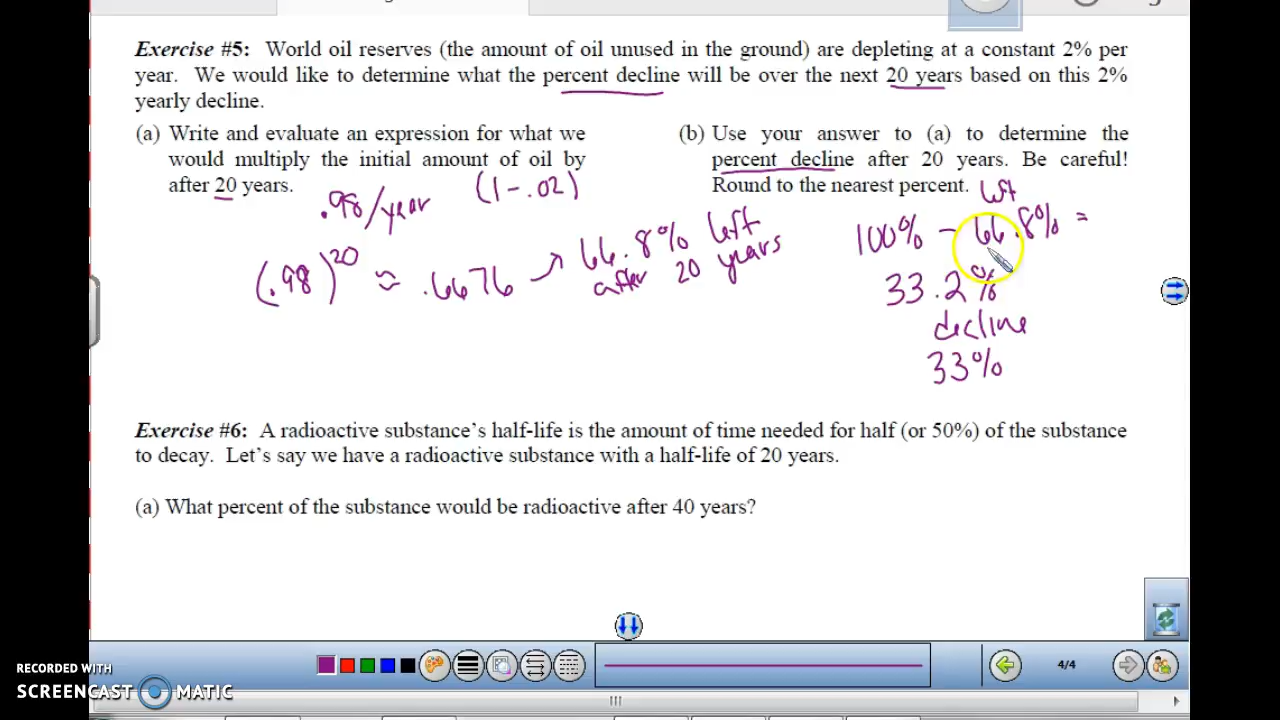 Exercise #5: World oil reserves (the amount of oil unused in the ground) are depleting at a constant 2% per
year. We would like to determine what the percent decline will be over the next 20 years based on this 2%
yearly decline.
(a) Write and evaluate an expression for what we
would multiply the initial amount of oil by
after 20 years.
.98/year (1-.02)
(.98)^20 ≈ .6676 → 66.8% left
after 20 years
(b) Use your answer to (a) to determine the
percent decline after 20 years. Be careful!
Round to the nearest percent.
left
100% - 66.8% =
33.2%
decline
33%
Exercise #6: A radioactive substance's half-life is the amount of time needed for half (or 50%) of the substance
to decay. Let's say we have a radioactive substance with a half-life of 20 years.
(a) What percent of the substance would be radioactive after 40 years?
4/4
RECORDED WITH
SCREENCAST MATIC